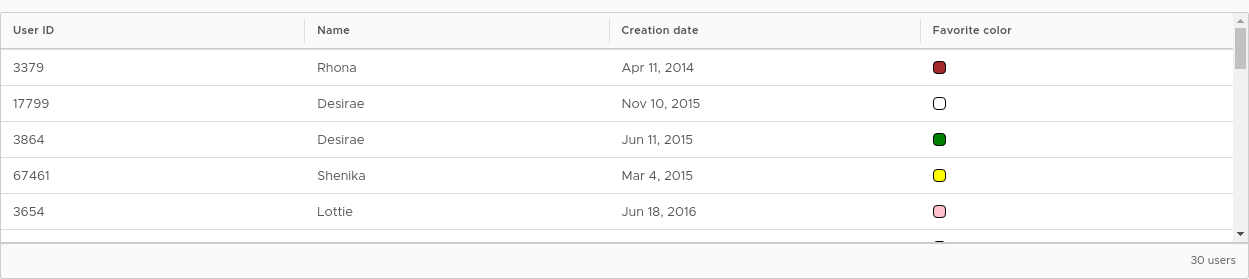 User ID Name Creation date Favorite color
3379 Rhona Apr 11, 2014
17799 Desirae Nov 10, 2015
3864 Desirae Jun 11, 2015
67461 Shenika Mar 4, 2015
3654 Lottie Jun 18, 2016
30 users